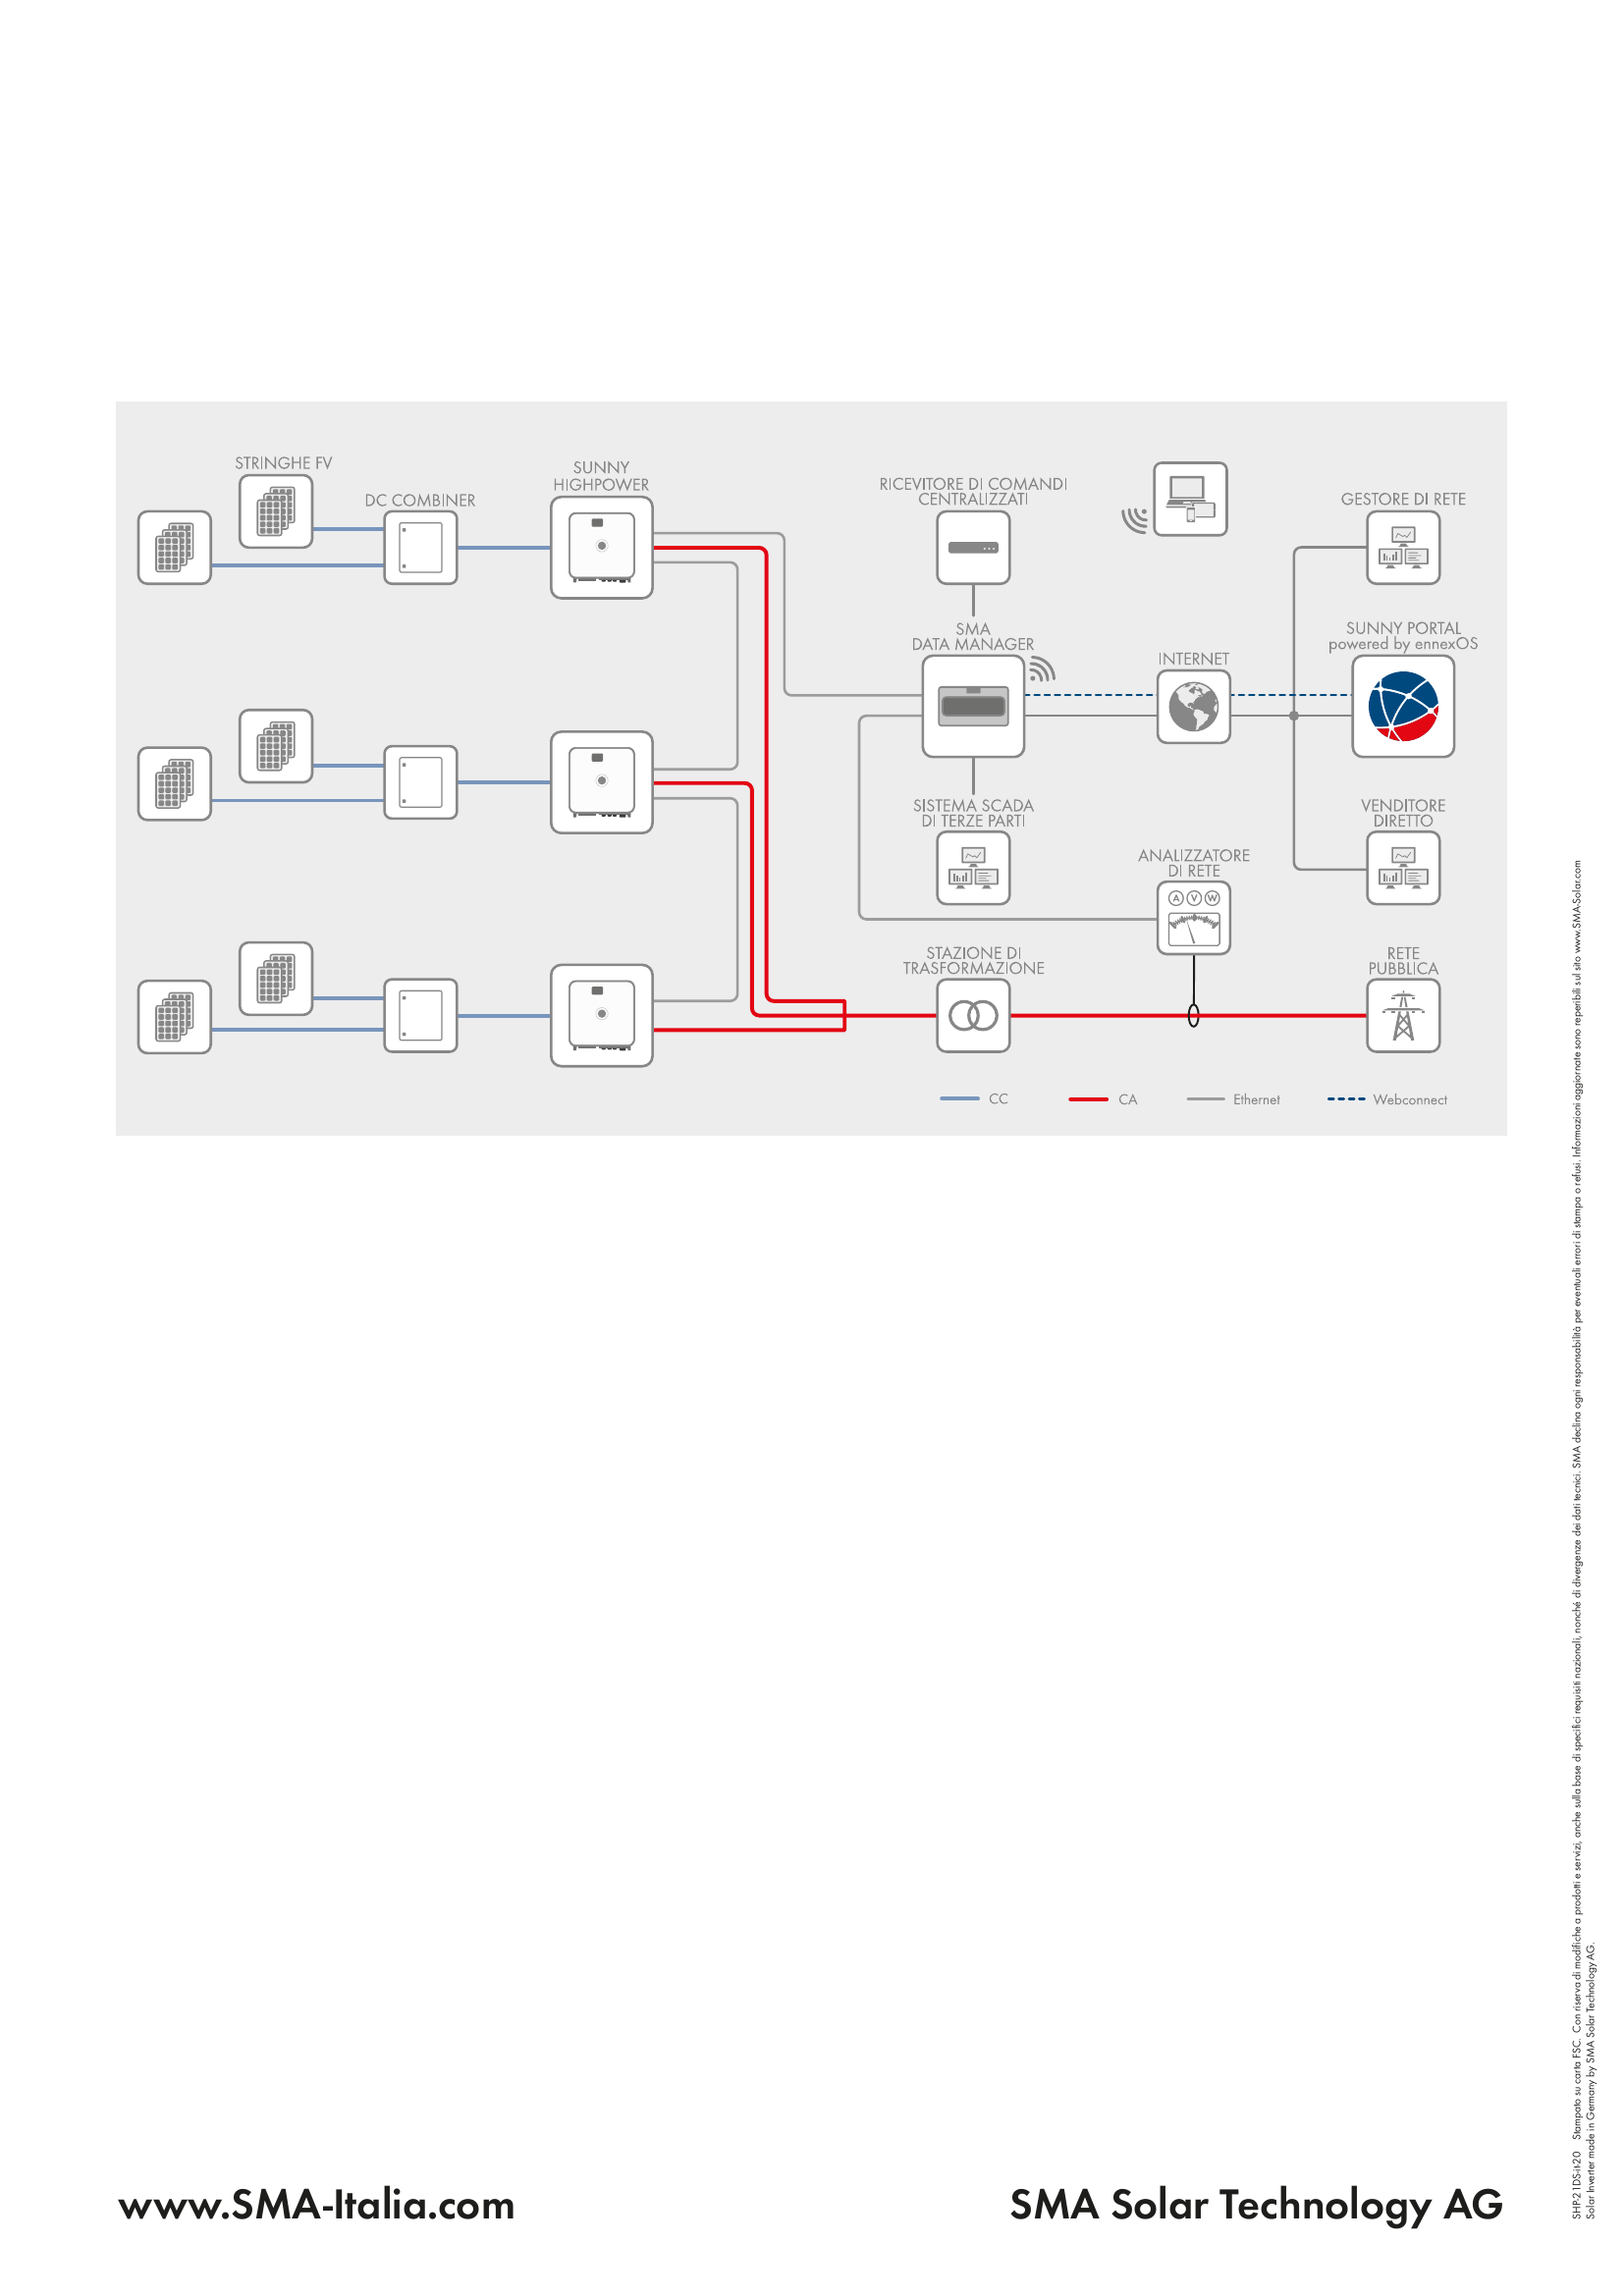 STRINGHE FV
DC COMBINER
SUNNY
HIGHPOWER
RICEVITORE DI COMANDI
CENTRALIZZATI
GESTORE DI RETE
SMA
DATA MANAGER
INTERNET
SUNNY PORTAL
powered by ennexOS
SISTEMA SCADA
DI TERZE PARTI
VENDITORE
DIRETTO
ANALIZZATORE
DI RETE
A V W
STAZIONE DI
TRASFORMAZIONE
RETE
PUBBLICA
CC
CA
Ethernet
Webconnect
SHP-21DS-it-20 Stampato su carta FSC. Con riserva di modifiche a prodotti e servizi, anche sulla base di specifici requisiti nazionali, nonché di divergenze dei dati tecnici. SMA declina ogni responsabilità per eventuali errori di stampa o refusi. Informazioni aggiornate sono reperibili sul sito www.SMA-Solar.com
Solar Inverter made in Germany by SMA Solar Technology AG.
www.SMA-Italia.com
SMA Solar Technology AG